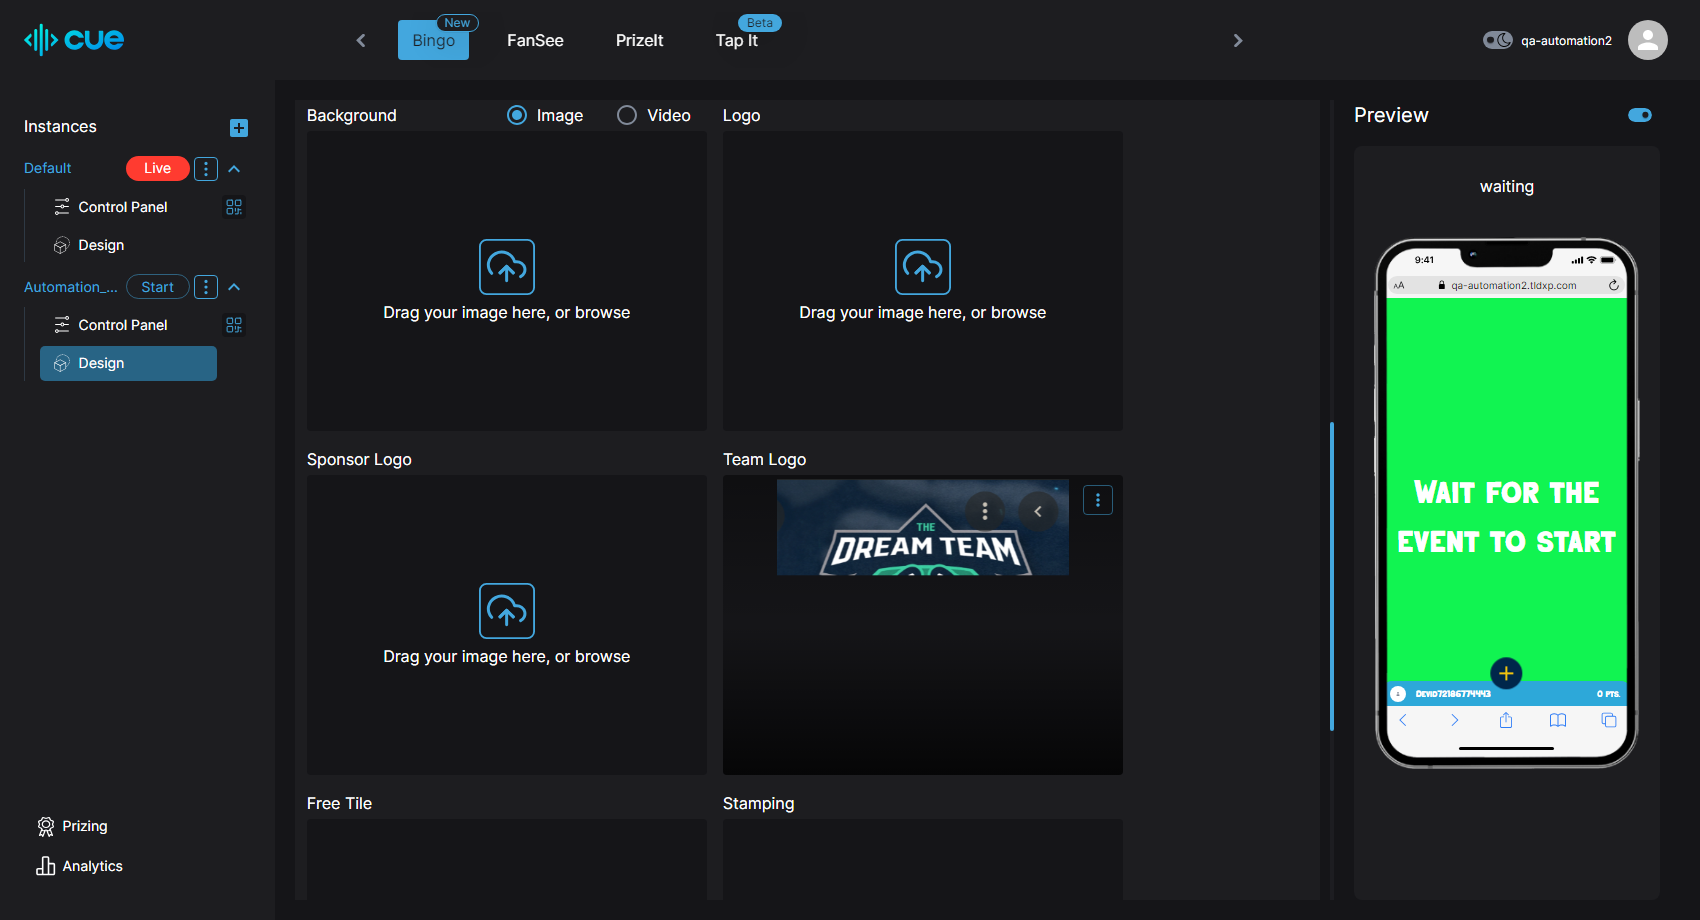 cue
Bingo
New
FanSee
PrizeIt
Tap It
Beta
qa-automation2
Instances
Default
Live
Control Panel
Design
Automation_...
Start
Control Panel
Design
Prizing
Analytics
Background
Image
Video
Logo
Drag your image here, or browse
Drag your image here, or browse
Sponsor Logo
Team Logo
Drag your image here, or browse
THE
DREAM TEAM
Free Tile
Stamping
Preview
waiting
9:41
AA
qa-automation2.tldxp.com
WAIT FOR THE
EVENT TO START
DEVID72186774443
0 PTS.